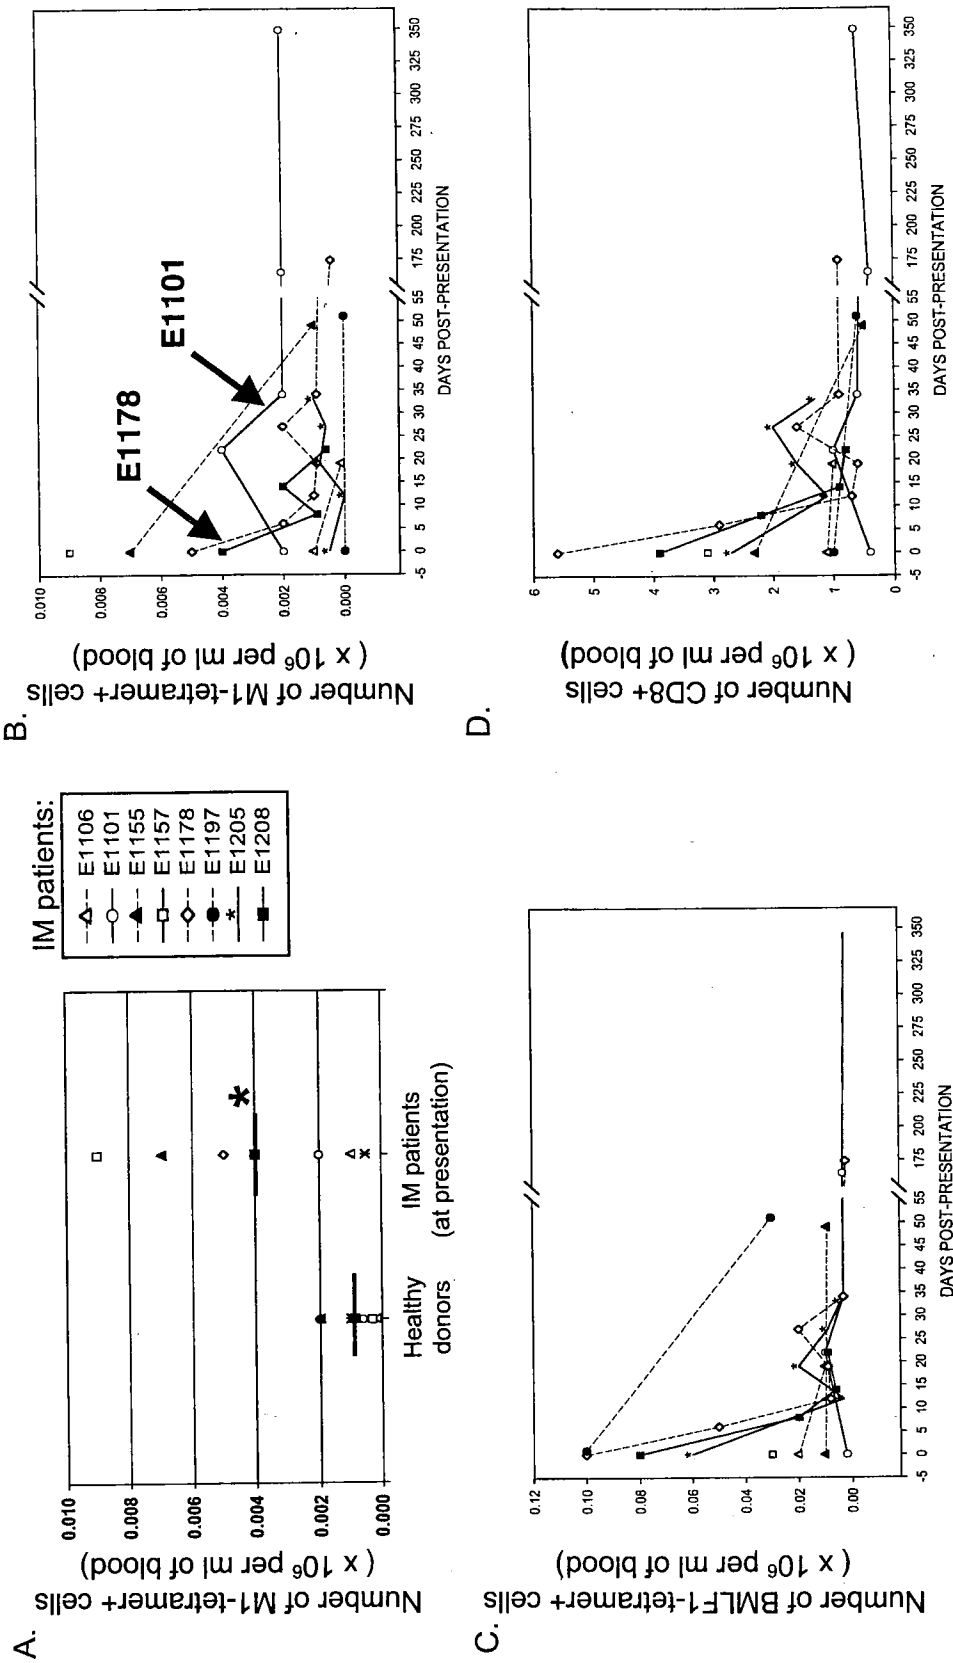 A.
Number of M1-tetramer+ cells
( x 10⁶ per ml of blood)
0.010
0.008
0.006
0.004
0.002
0.000
*
Healthy
donors
IM patients
(at presentation)
IM patients:
E1106
E1101
E1155
E1157
E1178
E1197
E1205
E1208
B.
Number of M1-tetramer+ cells
( x 10⁶ per ml of blood)
0.010
0.008
0.006
0.004
0.002
0.000
E1178
E1101
-5 0 5 10 15 20 25 30 35 40 45 50 55 175 200 225 250 275 300 325 350
DAYS POST-PRESENTATION
C.
Number of BMLF1-tetramer+ cells
( x 10⁶ per ml of blood)
0.12
0.10
0.08
0.06
0.04
0.02
0.00
-5 0 5 10 15 20 25 30 35 40 45 50 55 175 200 225 250 275 300 325 350
DAYS POST-PRESENTATION
D.
Number of CD8+ cells
( x 10⁶ per ml of blood)
6
5
4
3
2
1
0
-5 0 5 10 15 20 25 30 35 40 45 50 55 175 200 225 250 275 300 325 350
DAYS POST-PRESENTATION